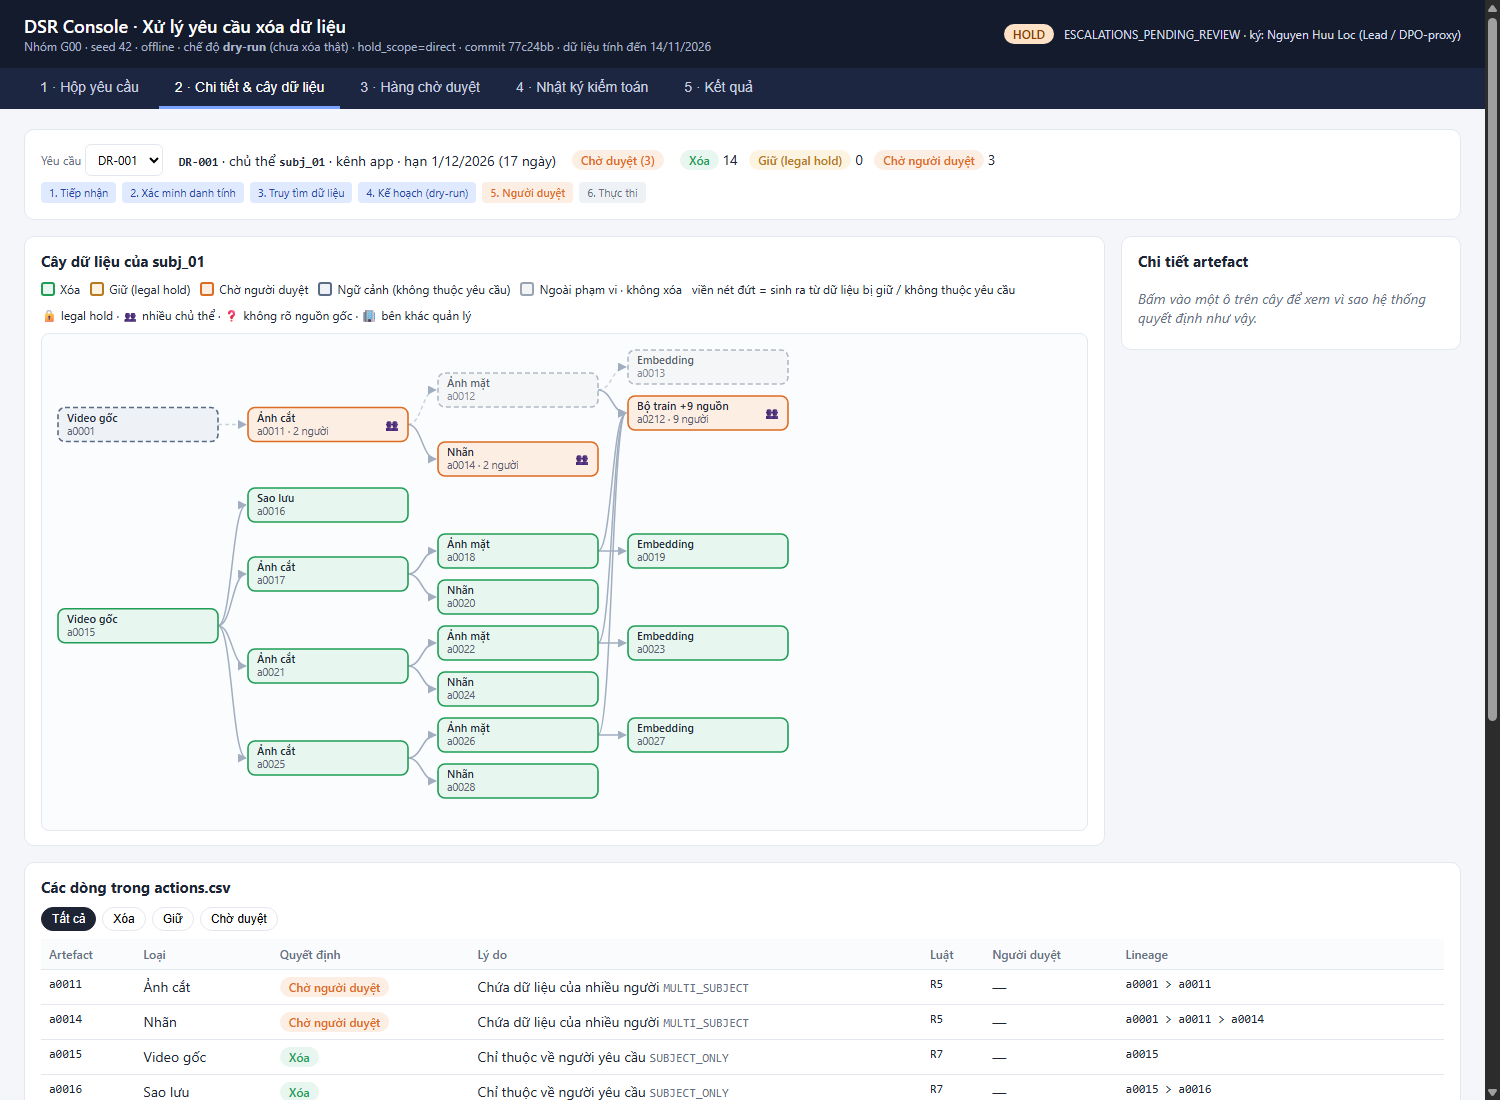 DSR Console · Xử lý yêu cầu xóa dữ liệu
Nhóm G00 · seed 42 · offline · chế độ dry-run (chưa xóa thật) · hold_scope=direct · commit 77c24bb · dữ liệu tính đến 14/11/2026
HOLD ESCALATIONS_PENDING_REVIEW · ký: Nguyen Huu Loc (Lead / DPO-proxy)
1 · Hộp yêu cầu 2 · Chi tiết & cây dữ liệu 3 · Hàng chờ duyệt 4 · Nhật ký kiểm toán 5 · Kết quả
Yêu cầu DR-001 DR-001 · chủ thể subj_01 · kênh app · hạn 1/12/2026 (17 ngày) Chờ duyệt (3) Xóa 14 Giữ (legal hold) 0 Chờ người duyệt 3
1. Tiếp nhận 2. Xác minh danh tính 3. Truy tìm dữ liệu 4. Kế hoạch (dry-run) 5. Người duyệt 6. Thực thi
Cây dữ liệu của subj_01
Xóa Giữ (legal hold) Chờ người duyệt Ngữ cảnh (không thuộc yêu cầu) Ngoài phạm vi · không xóa viền nét đứt = sinh ra từ dữ liệu bị giữ / không thuộc yêu cầu
legal hold · nhiều chủ thể · ? không rõ nguồn gốc · bên khác quản lý
Embedding
a0013
Ảnh mặt
a0012
Bộ train +9 nguồn
a0212 · 9 người
Video gốc
a0001
Ảnh cắt
a0011 · 2 người
Nhãn
a0014 · 2 người
Sao lưu
a0016
Ảnh mặt
a0018
Embedding
a0019
Ảnh cắt
a0017
Nhãn
a0020
Video gốc
a0015
Ảnh mặt
a0022
Embedding
a0023
Ảnh cắt
a0021
Nhãn
a0024
Ảnh mặt
a0026
Embedding
a0027
Ảnh cắt
a0025
Nhãn
a0028
Chi tiết artefact
Bấm vào một ô trên cây để xem vì sao hệ thống
quyết định như vậy.
Các dòng trong actions.csv
Tất cả Xóa Giữ Chờ duyệt
Artefact Loại Quyết định Lý do Luật Người duyệt Lineage
a0011 Ảnh cắt Chờ người duyệt Chứa dữ liệu của nhiều người MULTI_SUBJECT R5 — a0001 > a0011
a0014 Nhãn Chờ người duyệt Chứa dữ liệu của nhiều người MULTI_SUBJECT R5 — a0001 > a0011 > a0014
a0015 Video gốc Xóa Chỉ thuộc về người yêu cầu SUBJECT_ONLY R7 — a0015
a0016 Sao lưu Xóa Chỉ thuộc về người yêu cầu SUBJECT_ONLY R7 — a0015 > a0016